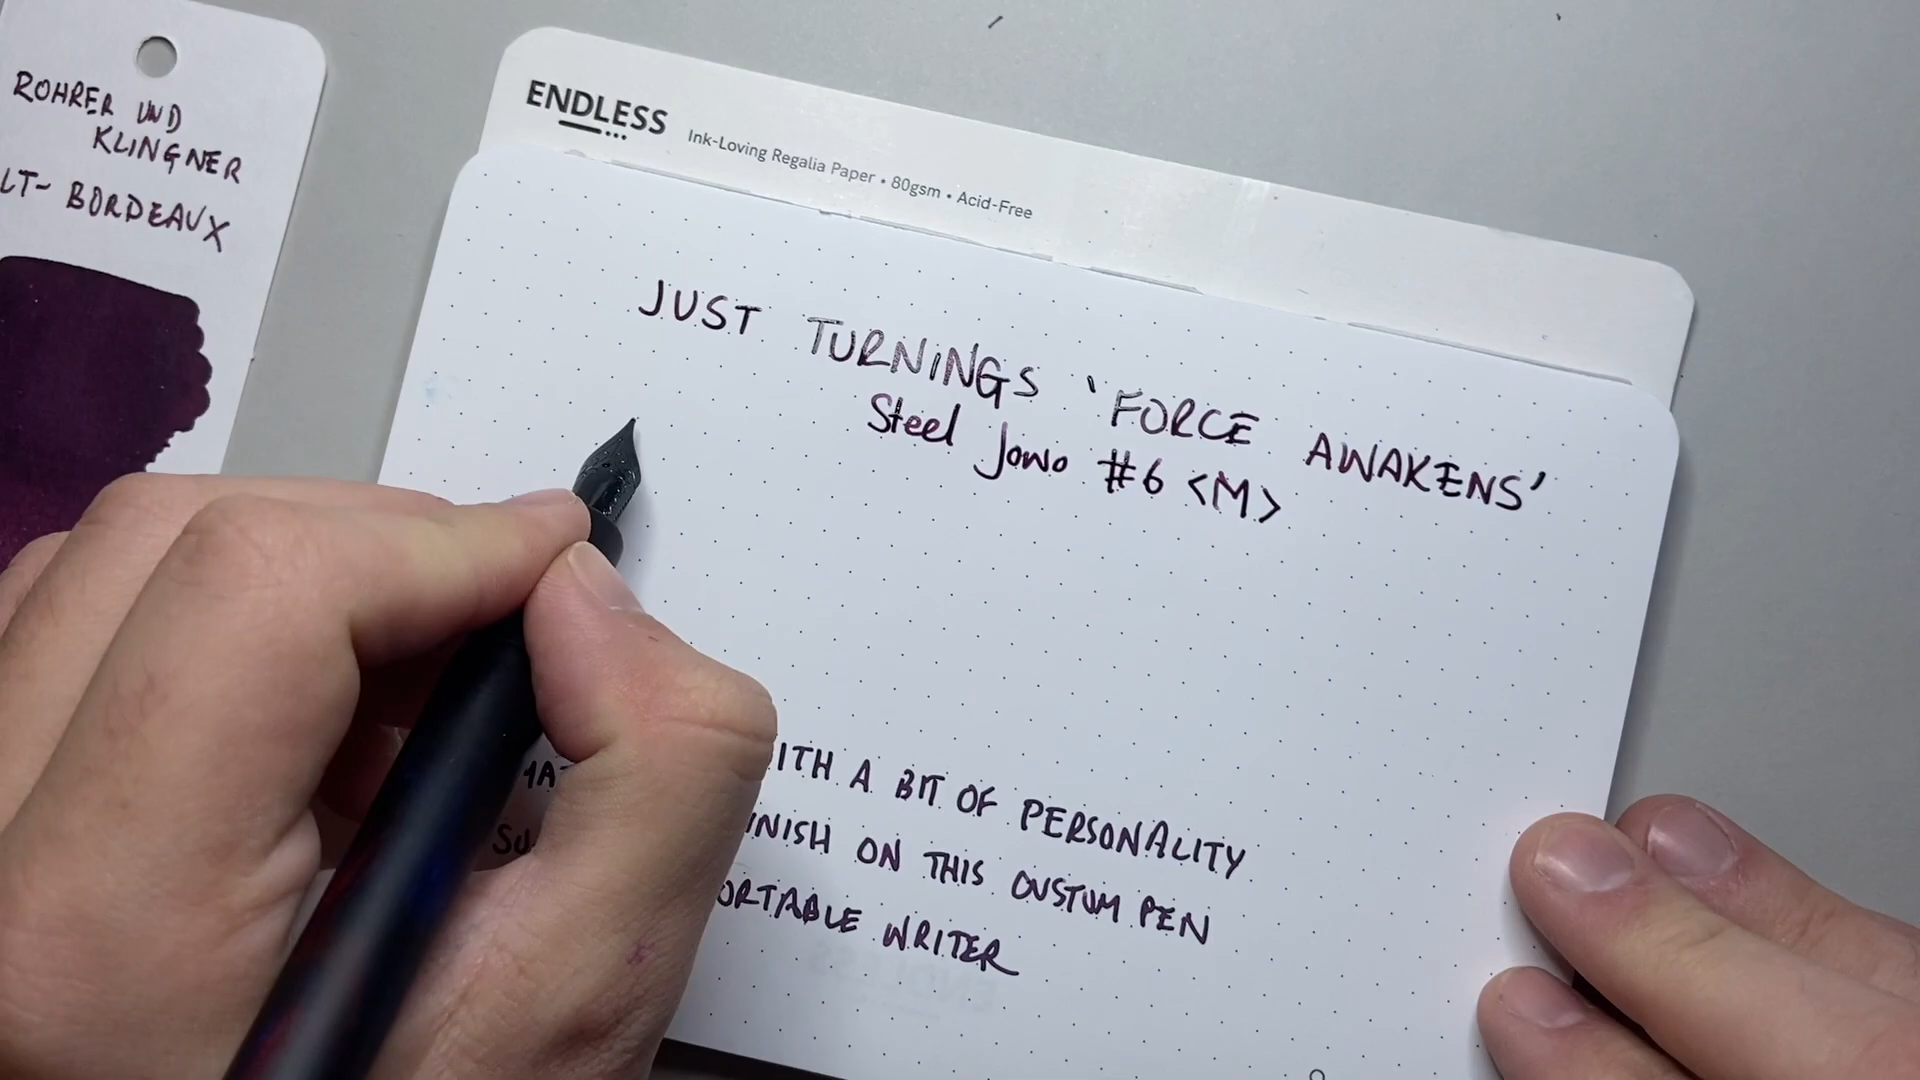 ROHRER UND
KLINGNER
LT- BORDEAUX
ENDLESS
Ink-Loving Regalia Paper • 80gsm • Acid-Free
JUST TURNINGS 'FORCE AWAKENS'
Steel Jowo #6 <M>
ITH A BIT OF PERSONALITY
INISH ON THIS CUSTUM PEN
ORTABLE WRITER